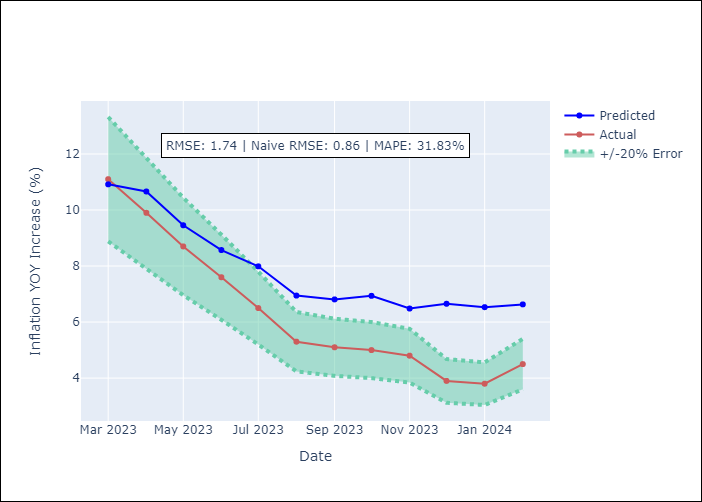 RMSE: 1.74 | Naive RMSE: 0.86 | MAPE: 31.83%
Predicted
Actual
+/-20% Error
Inflation YOY Increase (%)
12
10
8
6
4
Mar 2023 May 2023 Jul 2023 Sep 2023 Nov 2023 Jan 2024
Date